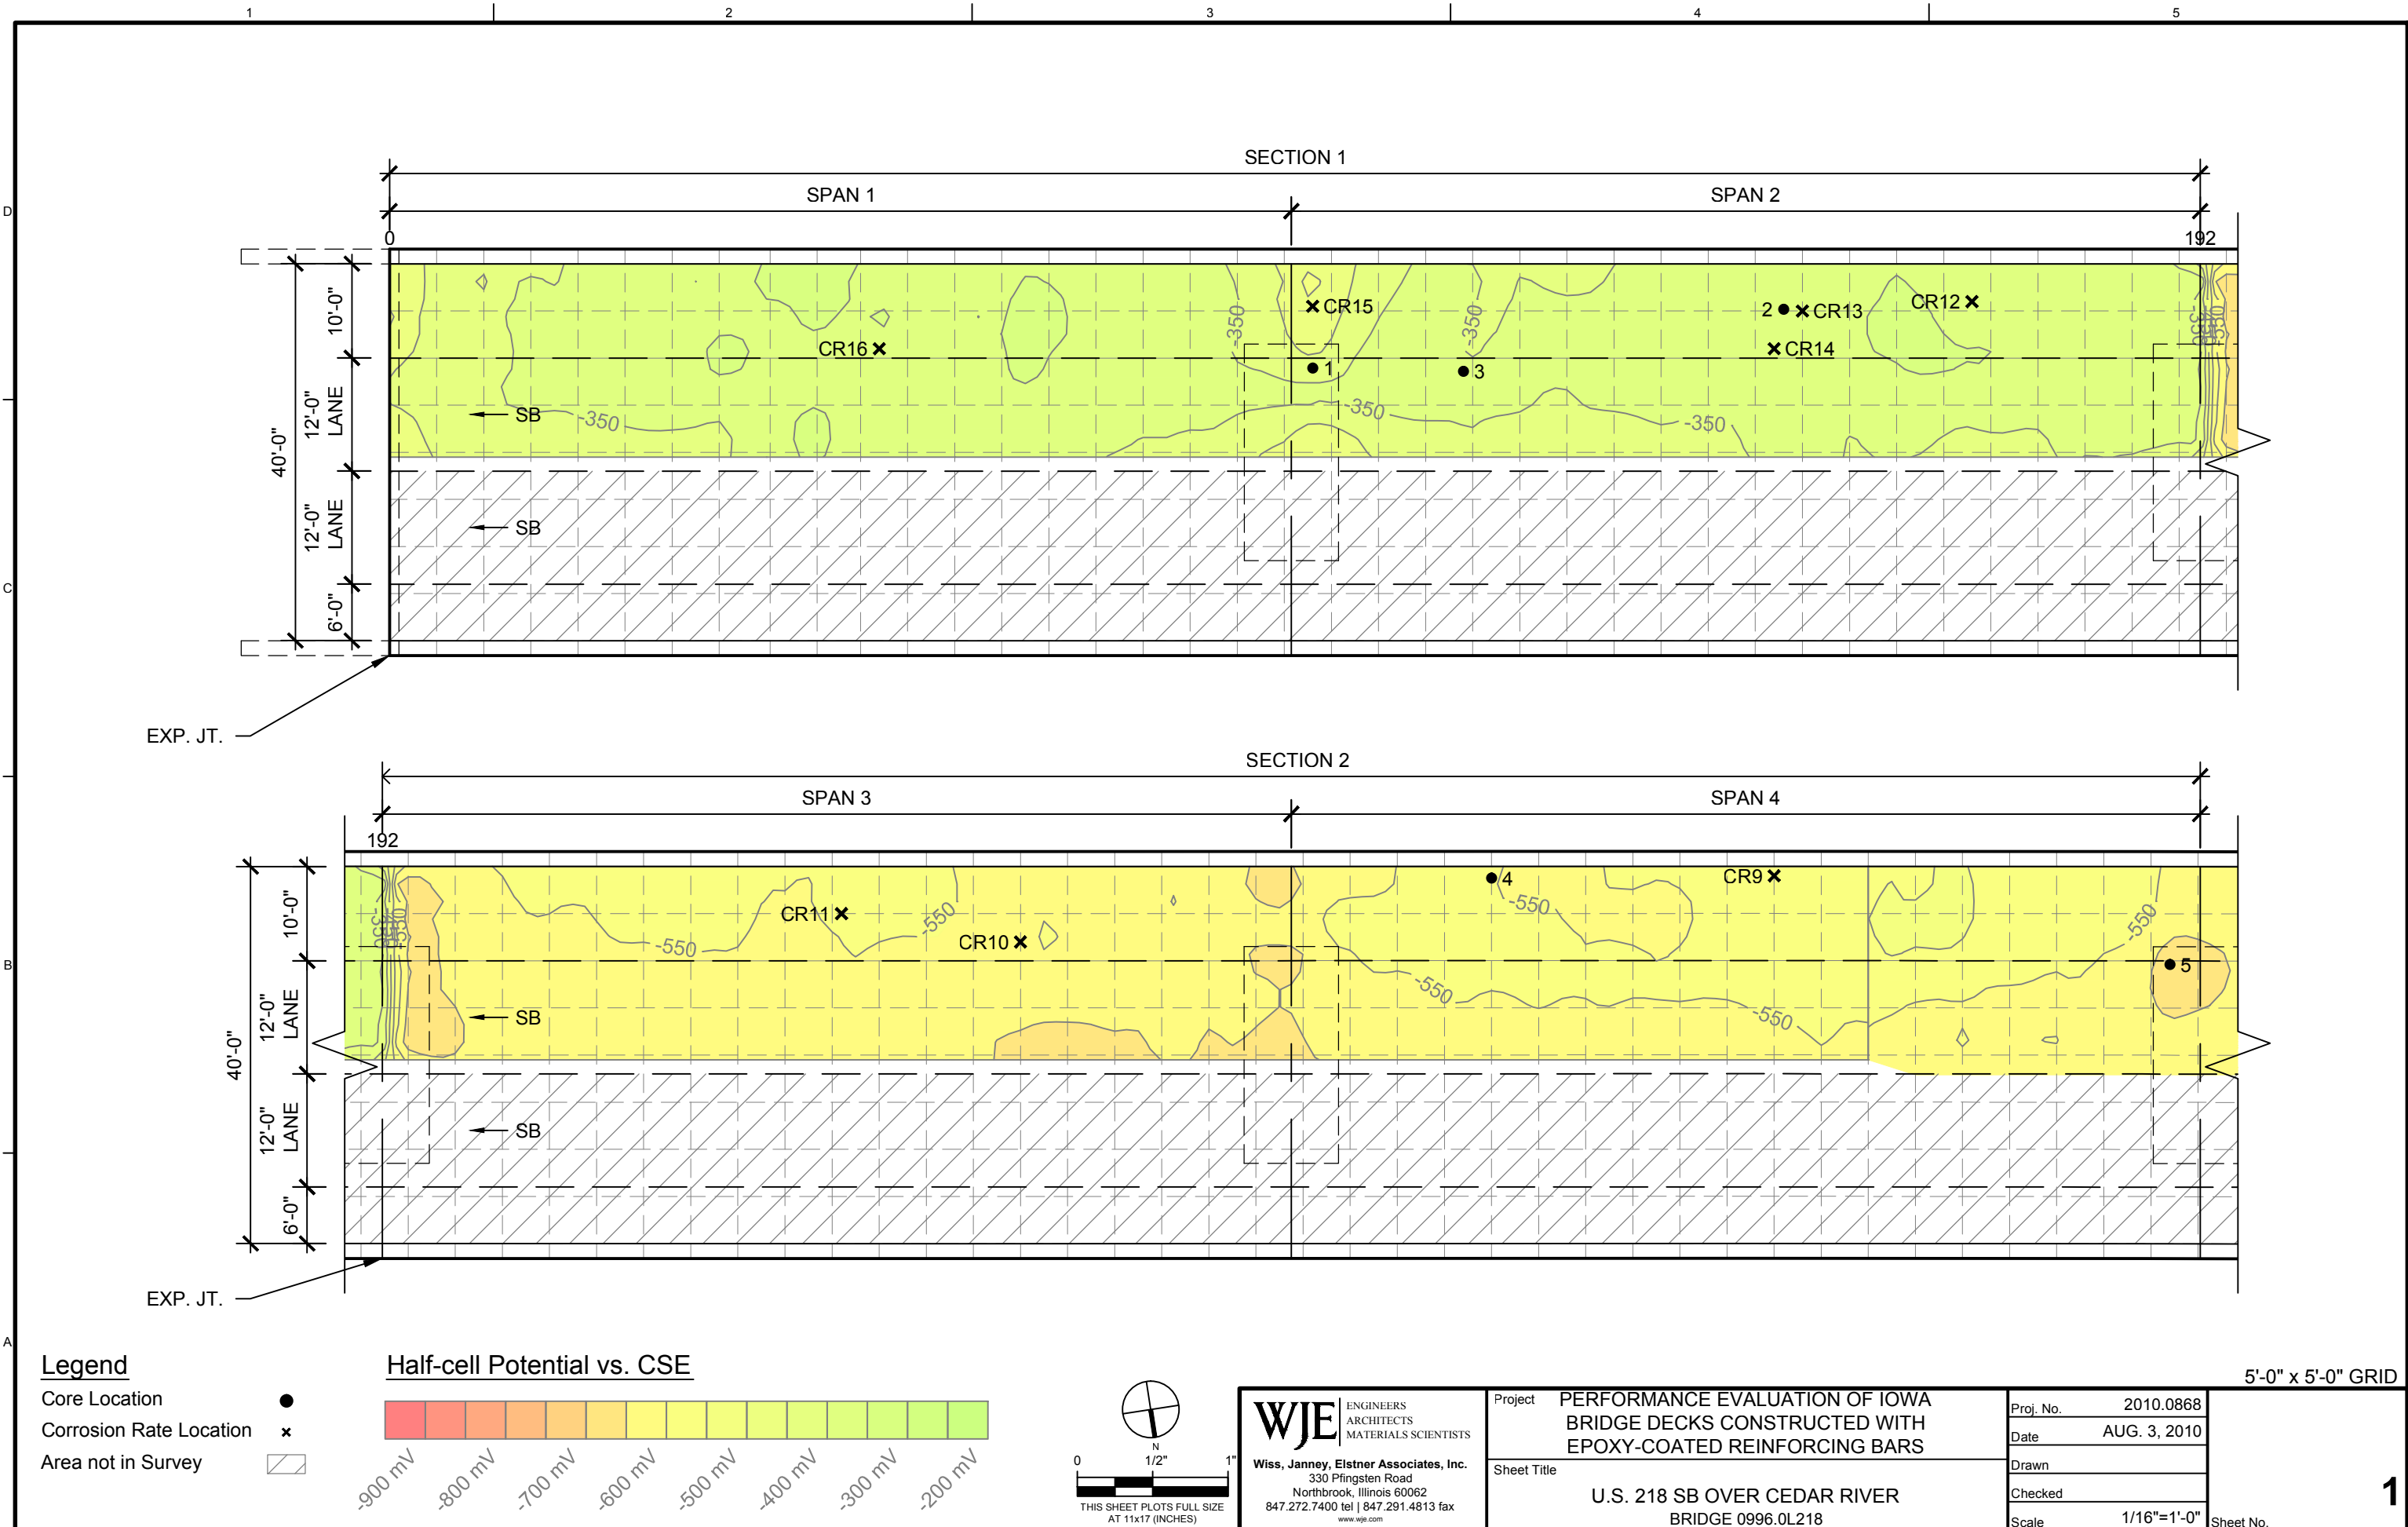 1 2 3 4 5
D
C
B
A
SECTION 1
SPAN 1 SPAN 2
0 192
10'-0"
12'-0"
LANE
12'-0"
LANE
6'-0"
40'-0"
CR15
CR16
2 CR13
CR12
CR14
1
3
-350
-350
-350
-350
-350
-350
-550
SB
SB
EXP. JT.
SECTION 2
SPAN 3 SPAN 4
192
10'-0"
12'-0"
LANE
12'-0"
LANE
6'-0"
40'-0"
CR11
CR10
4
CR9
5
-350
-550
-550
-550
-550
-550
-550
-550
SB
SB
EXP. JT.
Legend
Core Location
Corrosion Rate Location
Area not in Survey
Half-cell Potential vs. CSE
-900 mV
-800 mV
-700 mV
-600 mV
-500 mV
-400 mV
-300 mV
-200 mV
N
0 1/2" 1"
THIS SHEET PLOTS FULL SIZE
AT 11x17 (INCHES)
5'-0" x 5'-0" GRID
WJE
ENGINEERS
ARCHITECTS
MATERIALS SCIENTISTS
Wiss, Janney, Elstner Associates, Inc.
330 Pfingsten Road
Northbrook, Illinois 60062
847.272.7400 tel | 847.291.4813 fax
www.wje.com
Project
PERFORMANCE EVALUATION OF IOWA
BRIDGE DECKS CONSTRUCTED WITH
EPOXY-COATED REINFORCING BARS
Sheet Title
U.S. 218 SB OVER CEDAR RIVER
BRIDGE 0996.0L218
Proj. No. 2010.0868
Date AUG. 3, 2010
Drawn
Checked
Scale 1/16"=1'-0"
Sheet No.
1